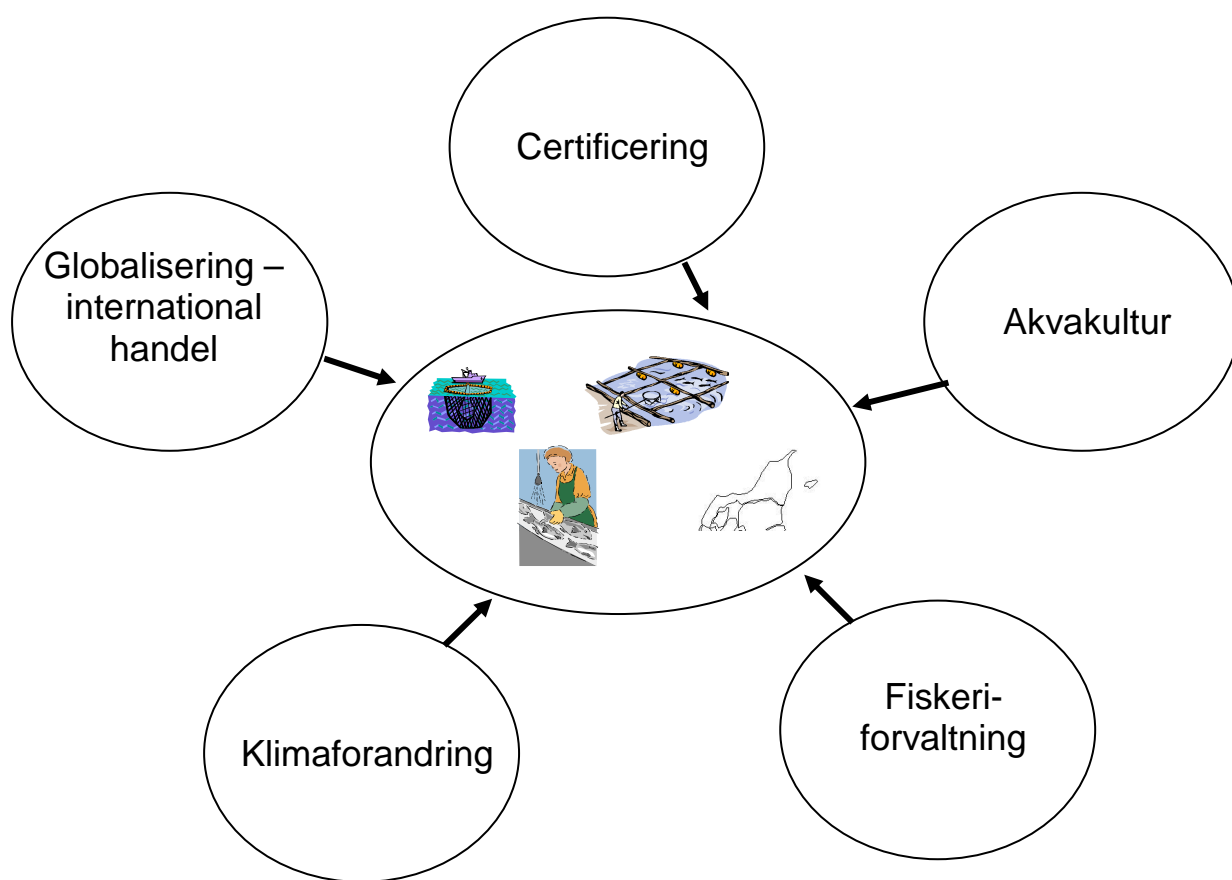 Certificering
Globalisering –
international
handel
Akvakultur
Klimaforandring
Fiskeri-
forvaltning